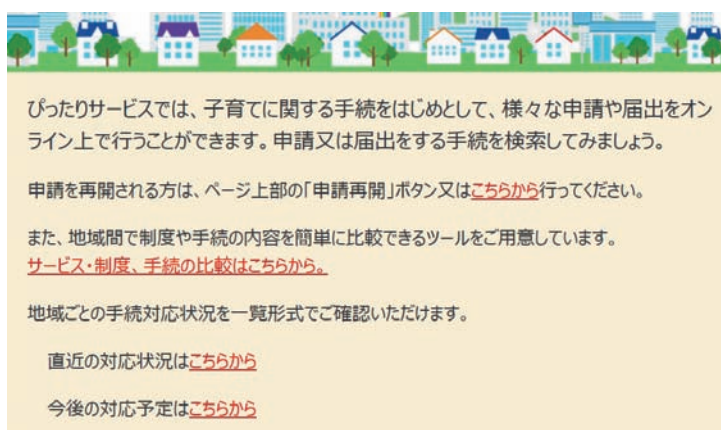 ぴったりサービスでは、子育てに関する手続をはじめとして、様々な申請や届出をオン
ライン上で行うことができます。申請又は届出をする手続を検索してみましょう。
申請を再開される方は、ページ上部の「申請再開」ボタン又はこちらから行ってください。
また、地域間で制度や手続の内容を簡単に比較できるツールをご用意しています。
サービス・制度、手続の比較はこちらから。
地域ごとの手続対応状況を一覧形式でご確認いただけます。
直近の対応状況はこちらから
今後の対応予定はこちらから